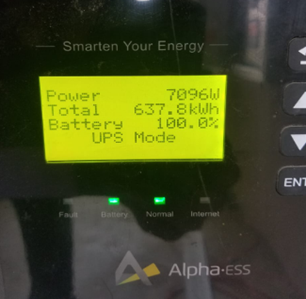 Smarten Your Energy
Power 7096W
Total 637.8kWh
Battery 100.0%
UPS Mode
Fault Battery Normal Internet
ENT
Alpha-ESS